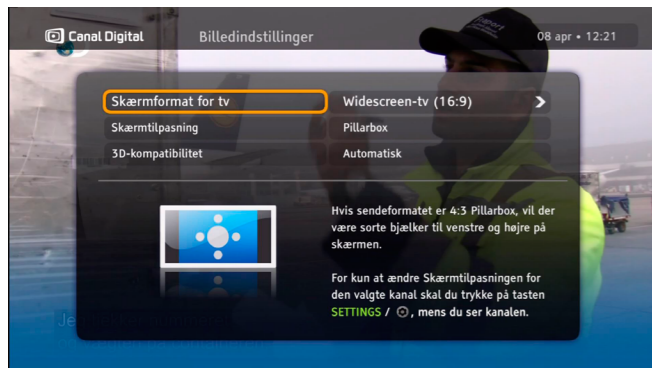 Canal Digital Billedindstillinger 08 apr • 12:21
Skærmformat for tv Widescreen-tv (16:9)
Skærmtilpasning Pillarbox
3D-kompatibilitet Automatisk
Hvis sendeformatet er 4:3 Pillarbox, vil der
være sorte bjælker til venstre og højre på
skærmen.
For kun at ændre Skærmtilpasningen for
den valgte kanal skal du trykke på tasten
SETTINGS / , mens du ser kanalen.
Je